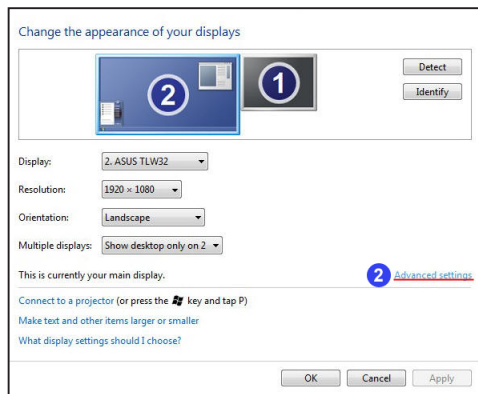 Change the appearance of your displays
2
1
Detect
Identify
Display: 2. ASUS TLW32
Resolution: 1920 × 1080
Orientation: Landscape
Multiple displays: Show desktop only on 2
This is currently your main display. 2 Advanced settings
Connect to a projector (or press the key and tap P)
Make text and other items larger or smaller
What display settings should I choose?
OK Cancel Apply